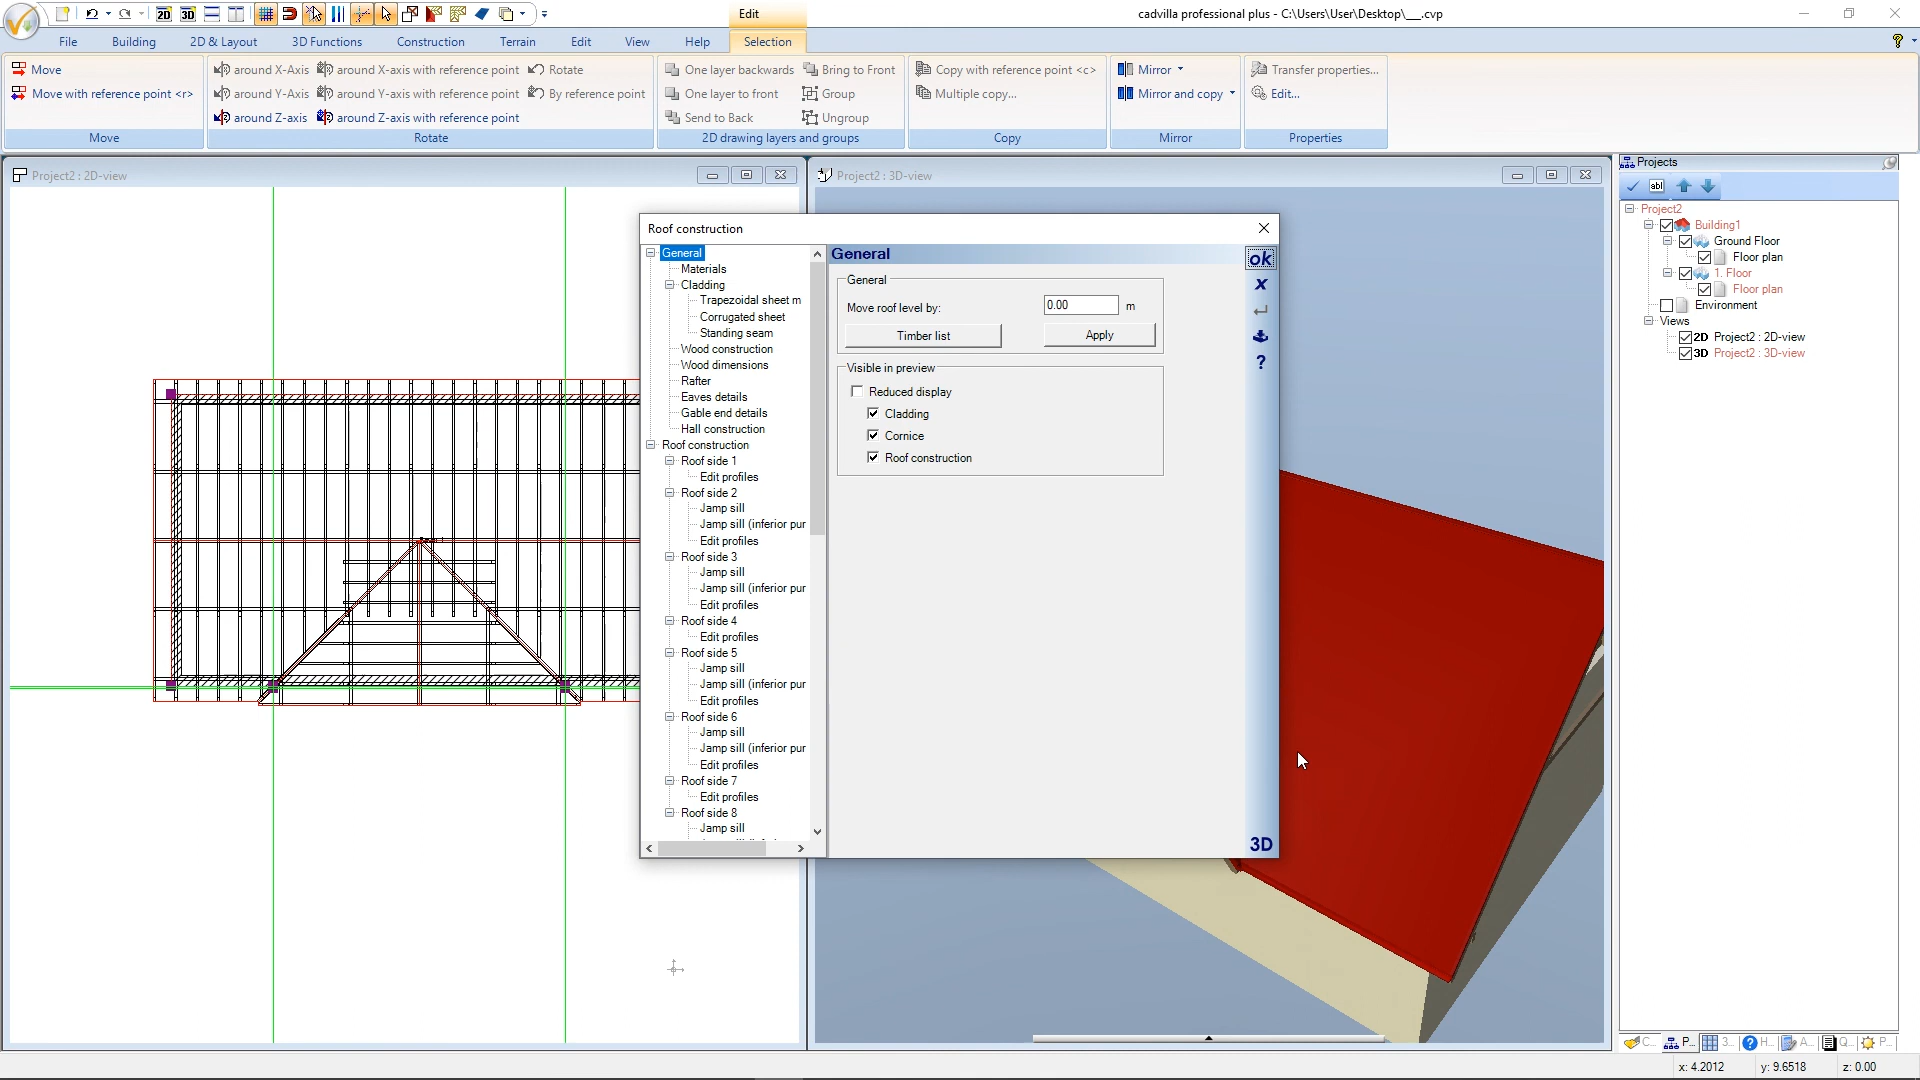 Edit
cadvilla professional plus - C:\Users\User\Desktop\__.cvp
2D
3D
File
Building
2D & Layout
3D Functions
Construction
Terrain
Edit
View
Help
Selection
Move
around X-Axis
around X-axis with reference point
Rotate
One layer backwards
Bring to Front
Copy with reference point <c>
Mirror
Transfer properties...
Move with reference point <r>
around Y-Axis
around Y-axis with reference point
By reference point
One layer to front
Group
Multiple copy...
Mirror and copy
Edit...
around Z-axis
around Z-axis with reference point
Send to Back
Ungroup
Move
Rotate
2D drawing layers and groups
Copy
Mirror
Properties
Project2 : 2D-view
Project2 : 3D-view
Projects
abl
Project2
Building1
Ground Floor
Floor plan
1. Floor
Floor plan
Environment
Views
2D Project2 : 2D-view
3D Project2 : 3D-view
Roof construction
General
Materials
Cladding
Trapezoidal sheet m
Corrugated sheet
Standing seam
Wood construction
Wood dimensions
Rafter
Eaves details
Gable end details
Hall construction
Roof construction
Roof side 1
Edit profiles
Roof side 2
Jamp sill
Jamp sill (inferior pur
Edit profiles
Roof side 3
Jamp sill
Jamp sill (inferior pur
Edit profiles
Roof side 4
Edit profiles
Roof side 5
Jamp sill
Jamp sill (inferior pur
Edit profiles
Roof side 6
Jamp sill
Jamp sill (inferior pur
Edit profiles
Roof side 7
Edit profiles
Roof side 8
Jamp sill
General
General
Move roof level by:
0.00
m
Timber list
Apply
Visible in preview
Reduced display
Cladding
Cornice
Roof construction
ok
x
?
3D
C...
P...
3...
H...
A...
Q...
P...
x: 4.2012
y: 9.6518
z: 0.00